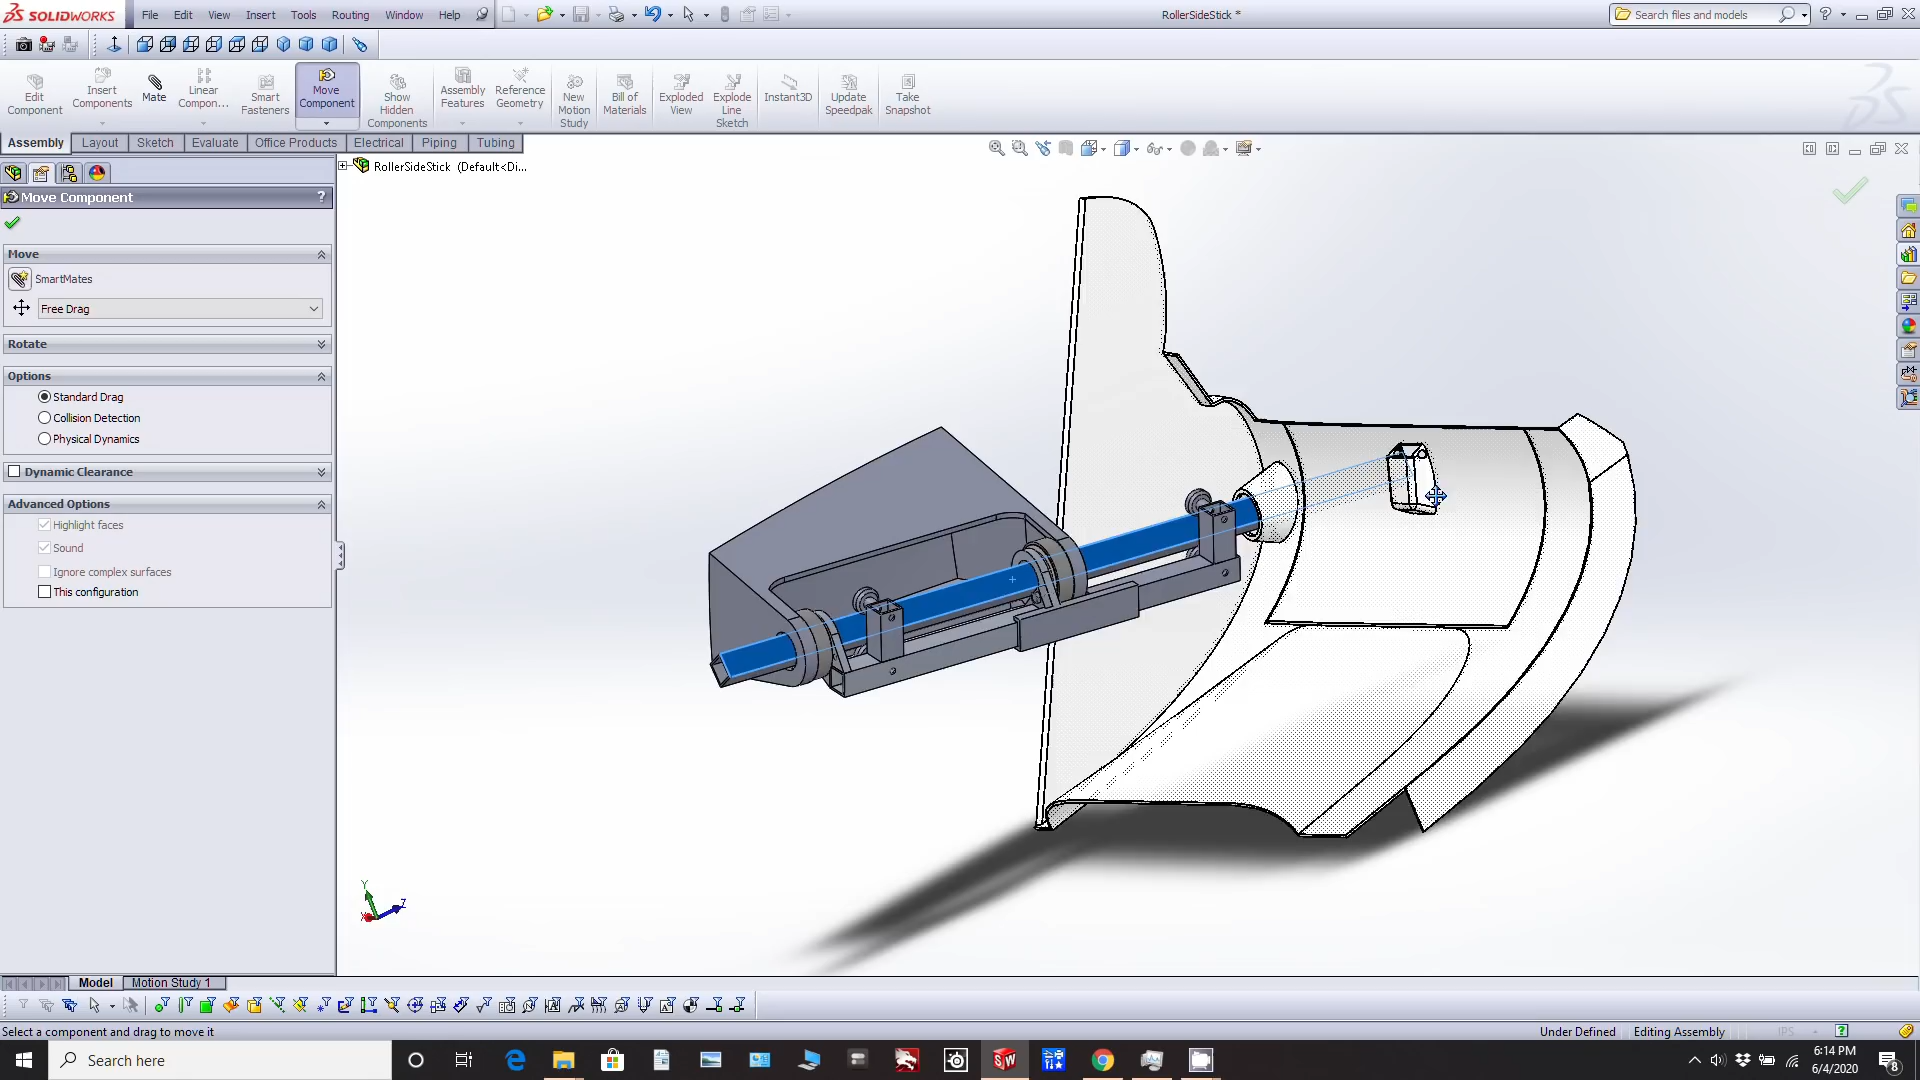 SOLIDWORKS File Edit View Insert Tools Routing Window Help RollerSideStick * Search files and models
Edit Component
Insert Components
Mate
Linear Compon...
Smart Fasteners
Move Component
Show Hidden Components
Assembly Features
Reference Geometry
New Motion Study
Bill of Materials
Exploded View
Explode Line Sketch
Instant3D
Update Speedpak
Take Snapshot
Assembly Layout Sketch Evaluate Office Products Electrical Piping Tubing
RollerSideStick (Default<Di...
Move Component ?
Move
SmartMates
Free Drag
Rotate
Options
Standard Drag
Collision Detection
Physical Dynamics
Dynamic Clearance
Advanced Options
Highlight faces
Sound
Ignore complex surfaces
This configuration
Y
X
Z
Model Motion Study 1
Select a component and drag to move it Under Defined Editing Assembly IPS
Search here
6:14 PM
6/4/2020
8